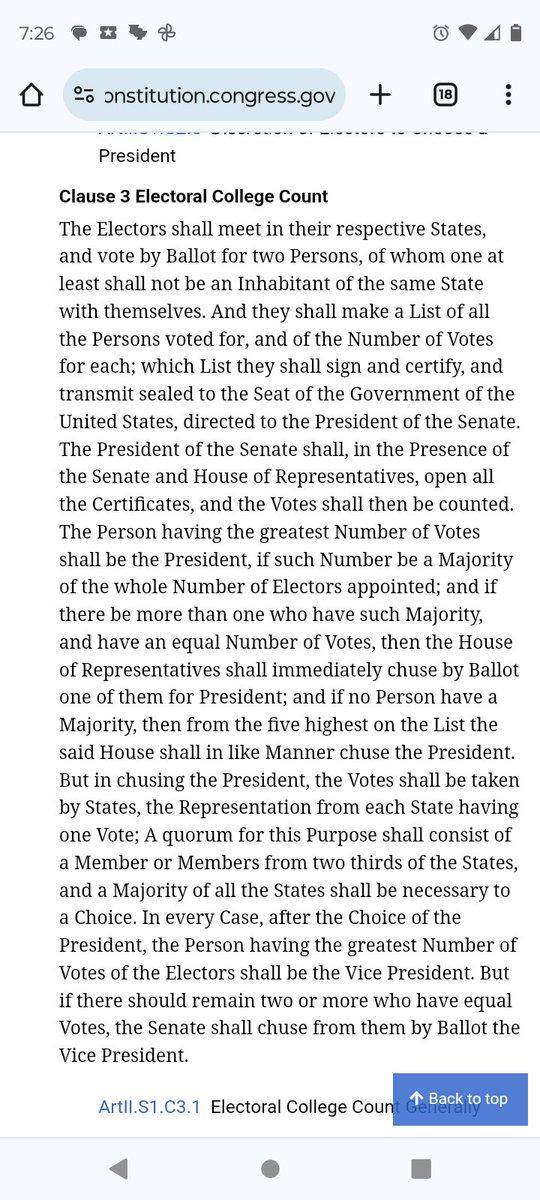 7:26
onstitution.congress.gov
18
President
Clause 3 Electoral College Count
The Electors shall meet in their respective States,
and vote by Ballot for two Persons, of whom one at
least shall not be an Inhabitant of the same State
with themselves. And they shall make a List of all
the Persons voted for, and of the Number of Votes
for each; which List they shall sign and certify, and
transmit sealed to the Seat of the Government of the
United States, directed to the President of the Senate.
The President of the Senate shall, in the Presence of
the Senate and House of Representatives, open all
the Certificates, and the Votes shall then be counted.
The Person having the greatest Number of Votes
shall be the President, if such Number be a Majority
of the whole Number of Electors appointed; and if
there be more than one who have such Majority,
and have an equal Number of Votes, then the House
of Representatives shall immediately chuse by Ballot
one of them for President; and if no Person have a
Majority, then from the five highest on the List the
said House shall in like Manner chuse the President.
But in chusing the President, the Votes shall be taken
by States, the Representation from each State having
one Vote; A quorum for this Purpose shall consist of
a Member or Members from two thirds of the States,
and a Majority of all the States shall be necessary to
a Choice. In every Case, after the Choice of the
President, the Person having the greatest Number of
Votes of the Electors shall be the Vice President. But
if there should remain two or more who have equal
Votes, the Senate shall chuse from them by Ballot the
Vice President.
ArtII.S1.C3.1 Electoral College Count Generally
Back to top